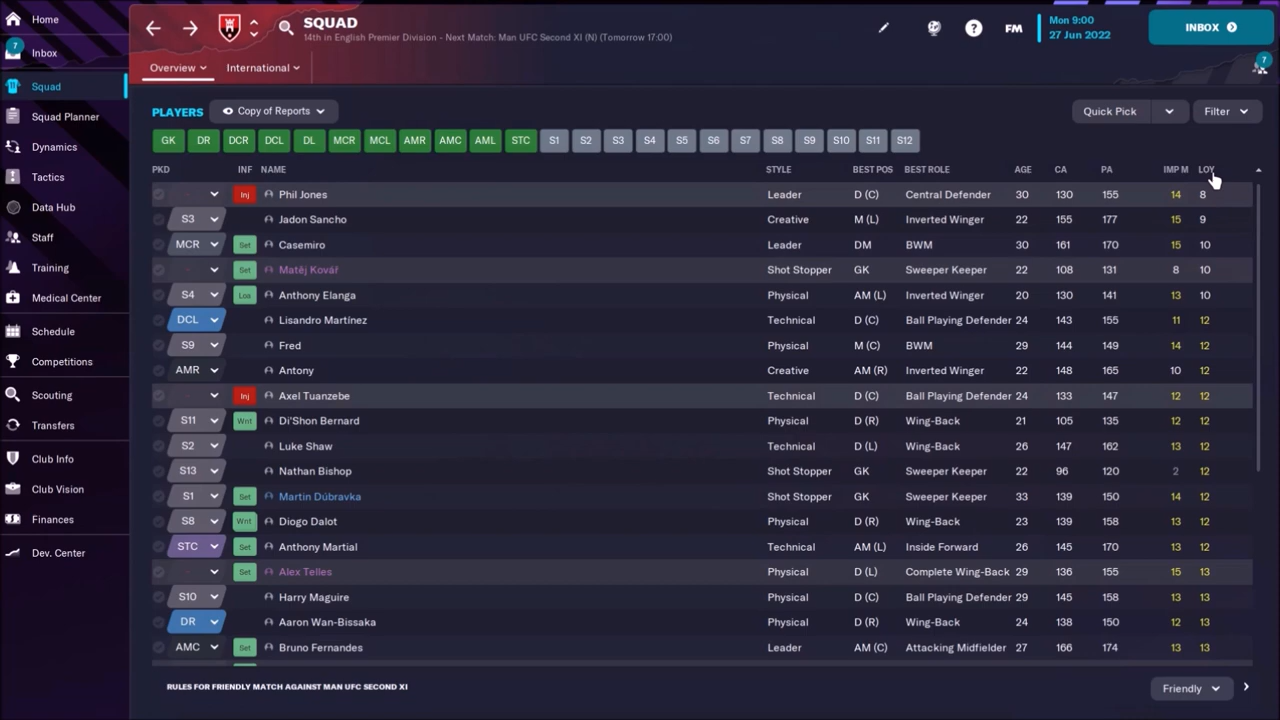 Home
SQUAD
14th in English Premier Division - Next Match: Man UFC Second XI (N) (Tomorrow 17:00)
FM
Mon 9:00
27 Jun 2022
INBOX
7
Inbox
Overview
International
7
Squad
PLAYERS
Copy of Reports
Quick Pick
Filter
Squad Planner
GK DR DCR DCL DL MCR MCL AMR AMC AML STC S1 S2 S3 S4 S5 S6 S7 S8 S9 S10 S11 S12
Dynamics
PKD INF NAME STYLE BEST POS BEST ROLE AGE CA PA IMP M LOY
Tactics
- Inj Phil Jones Leader D (C) Central Defender 30 130 155 14 8
Data Hub
S3 Jadon Sancho Creative M (L) Inverted Winger 22 155 177 15 9
Staff
MCR Set Casemiro Leader DM BWM 30 161 170 15 10
Training
- Set Matěj Kovář Shot Stopper GK Sweeper Keeper 22 108 131 8 10
Medical Center
S4 Los Anthony Elanga Physical AM (L) Inverted Winger 20 130 141 13 10
DCL Lisandro Martínez Technical D (C) Ball Playing Defender 24 143 155 11 12
Schedule
S9 Fred Physical M (C) BWM 29 144 149 14 12
Competitions
AMR Antony Creative AM (R) Inverted Winger 22 148 165 10 12
Scouting
- Inj Axel Tuanzebe Technical D (C) Ball Playing Defender 24 133 147 12 12
Transfers
S11 Wnt Di'Shon Bernard Physical D (R) Wing-Back 21 105 135 12 12
S2 Luke Shaw Technical D (L) Wing-Back 26 147 162 13 12
Club Info
S13 Nathan Bishop Shot Stopper GK Sweeper Keeper 22 96 120 2 12
Club Vision
S1 Set Martin Dúbravka Shot Stopper GK Sweeper Keeper 33 139 150 14 12
Finances
S8 Wnt Diogo Dalot Physical D (R) Wing-Back 23 139 158 13 12
Dev. Center
STC Set Anthony Martial Technical AM (L) Inside Forward 26 145 170 13 12
- Set Alex Telles Physical D (L) Complete Wing-Back 29 136 155 15 13
S10 Harry Maguire Physical D (C) Ball Playing Defender 29 145 158 13 13
DR Aaron Wan-Bissaka Physical D (R) Wing-Back 24 138 150 12 13
AMC Set Bruno Fernandes Leader AM (C) Attacking Midfielder 27 166 174 13 13
RULES FOR FRIENDLY MATCH AGAINST MAN UFC SECOND XI
Friendly